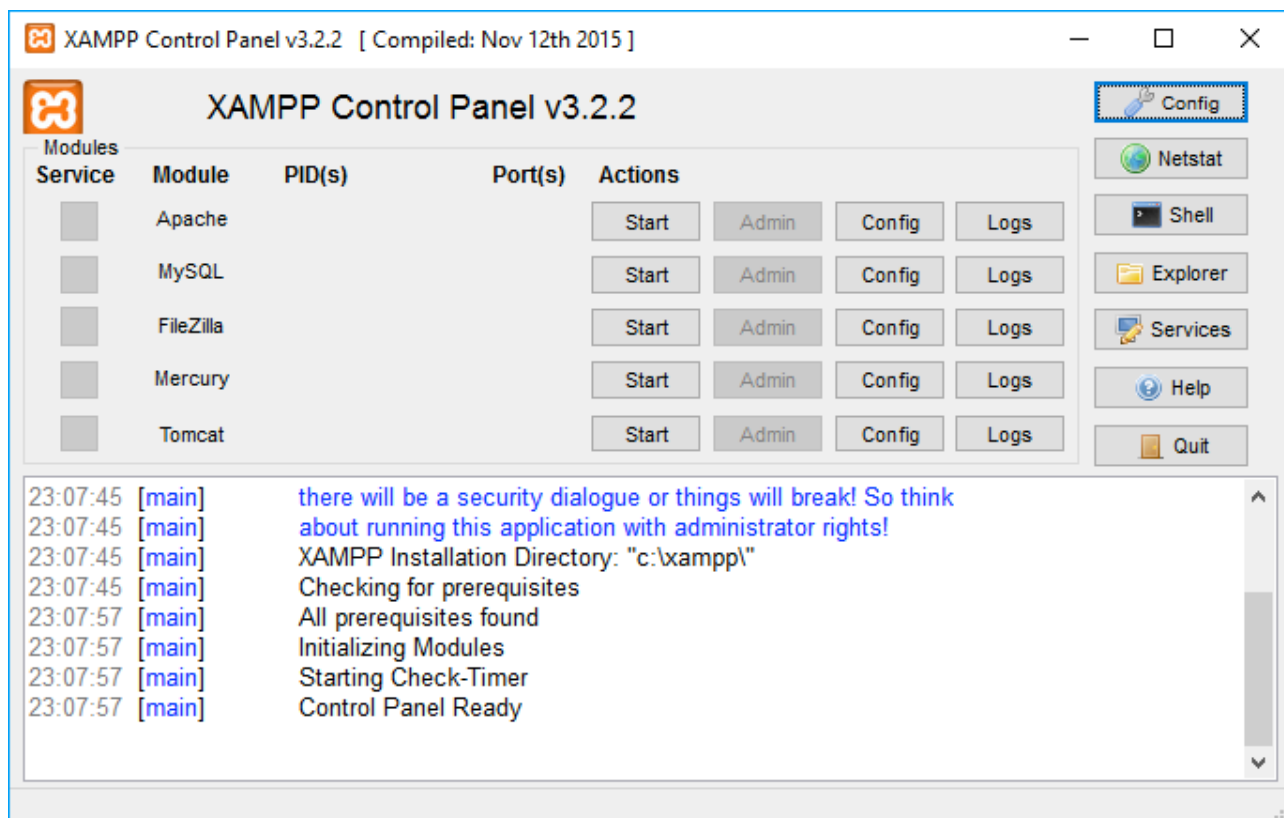 XAMPP Control Panel v3.2.2 [ Compiled: Nov 12th 2015 ]
XAMPP Control Panel v3.2.2
Config
Modules
Netstat
Service Module PID(s) Port(s) Actions
Shell
Apache Start Admin Config Logs
MySQL Start Admin Config Logs
Explorer
FileZilla Start Admin Config Logs
Services
Mercury Start Admin Config Logs
Help
Tomcat Start Admin Config Logs
Quit
23:07:45 [main] there will be a security dialogue or things will break! So think
23:07:45 [main] about running this application with administrator rights!
23:07:45 [main] XAMPP Installation Directory: "c:\xampp\"
23:07:45 [main] Checking for prerequisites
23:07:57 [main] All prerequisites found
23:07:57 [main] Initializing Modules
23:07:57 [main] Starting Check-Timer
23:07:57 [main] Control Panel Ready